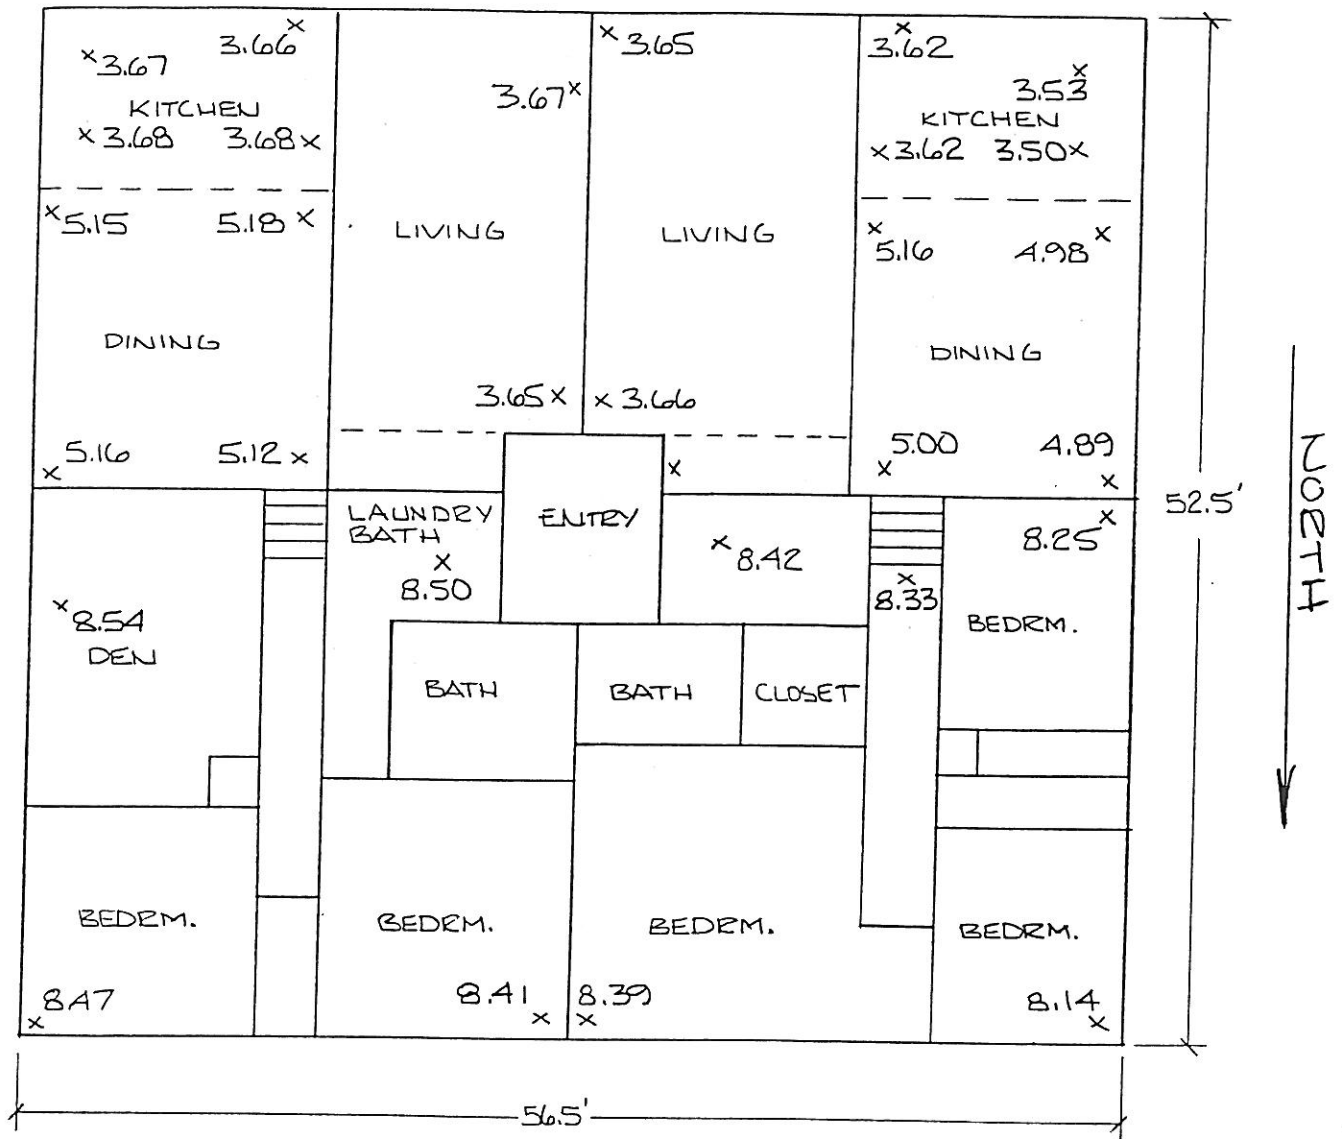 3.66
3.67
KITCHEN
3.68 3.68
3.67
3.65
3.62
3.53
KITCHEN
3.62 3.50
5.15 5.18
LIVING
LIVING
5.16 4.98
DINING
DINING
3.65
3.66
5.16 5.12
5.00 4.89
52.5'
NORTH
LAUNDRY
BATH
8.50
ENTRY
8.42
8.33
8.25
BEDRM.
8.54
DEN
BATH
BATH
CLOSET
BEDRM.
BEDRM.
BEDRM.
BEDRM.
8.47
8.41
8.39
8.14
56.5'